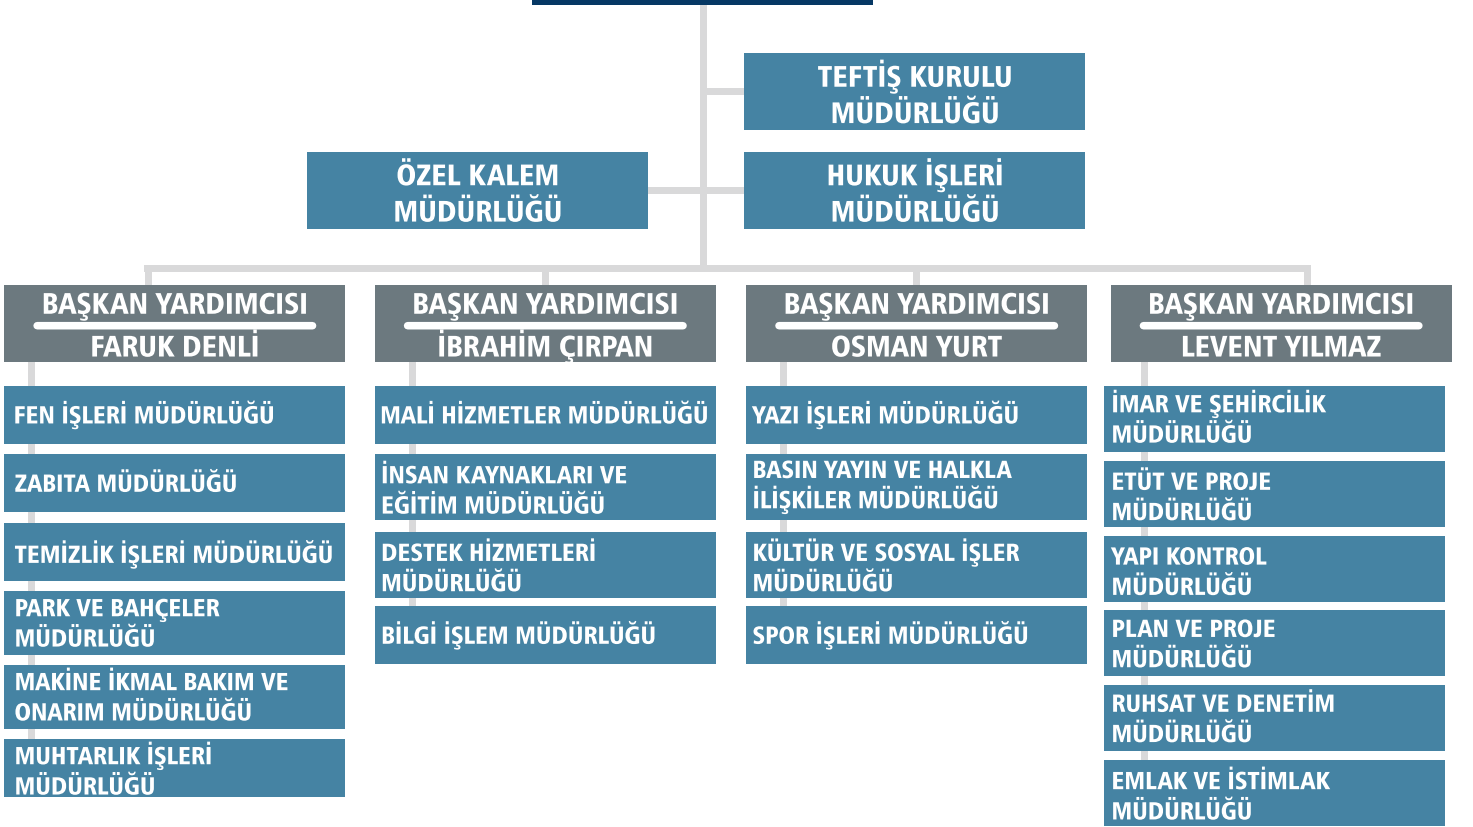 TEFTİŞ KURULU
MÜDÜRLÜĞÜ
ÖZEL KALEM
MÜDÜRLÜĞÜ
HUKUK İŞLERİ
MÜDÜRLÜĞÜ
BAŞKAN YARDIMCISI
FARUK DENLİ
FEN İŞLERİ MÜDÜRLÜĞÜ
ZABITA MÜDÜRLÜĞÜ
TEMİZLİK İŞLERİ MÜDÜRLÜĞÜ
PARK VE BAHÇELER
MÜDÜRLÜĞÜ
MAKİNE İKMAL BAKIM VE
ONARIM MÜDÜRLÜĞÜ
MUHTARLIK İŞLERİ
MÜDÜRLÜĞÜ
BAŞKAN YARDIMCISI
İBRAHİM ÇIRPAN
MALİ HİZMETLER MÜDÜRLÜĞÜ
İNSAN KAYNAKLARI VE
EĞİTİM MÜDÜRLÜĞÜ
DESTEK HİZMETLERİ
MÜDÜRLÜĞÜ
BİLGİ İŞLEM MÜDÜRLÜĞÜ
BAŞKAN YARDIMCISI
OSMAN YURT
YAZI İŞLERİ MÜDÜRLÜĞÜ
BASIN YAYIN VE HALKLA
İLİŞKİLER MÜDÜRLÜĞÜ
KÜLTÜR VE SOSYAL İŞLER
MÜDÜRLÜĞÜ
SPOR İŞLERİ MÜDÜRLÜĞÜ
BAŞKAN YARDIMCISI
LEVENT YILMAZ
İMAR VE ŞEHİRCİLİK
MÜDÜRLÜĞÜ
ETÜT VE PROJE
MÜDÜRLÜĞÜ
YAPI KONTROL
MÜDÜRLÜĞÜ
PLAN VE PROJE
MÜDÜRLÜĞÜ
RUHSAT VE DENETİM
MÜDÜRLÜĞÜ
EMLAK VE İSTİMLAK
MÜDÜRLÜĞÜ